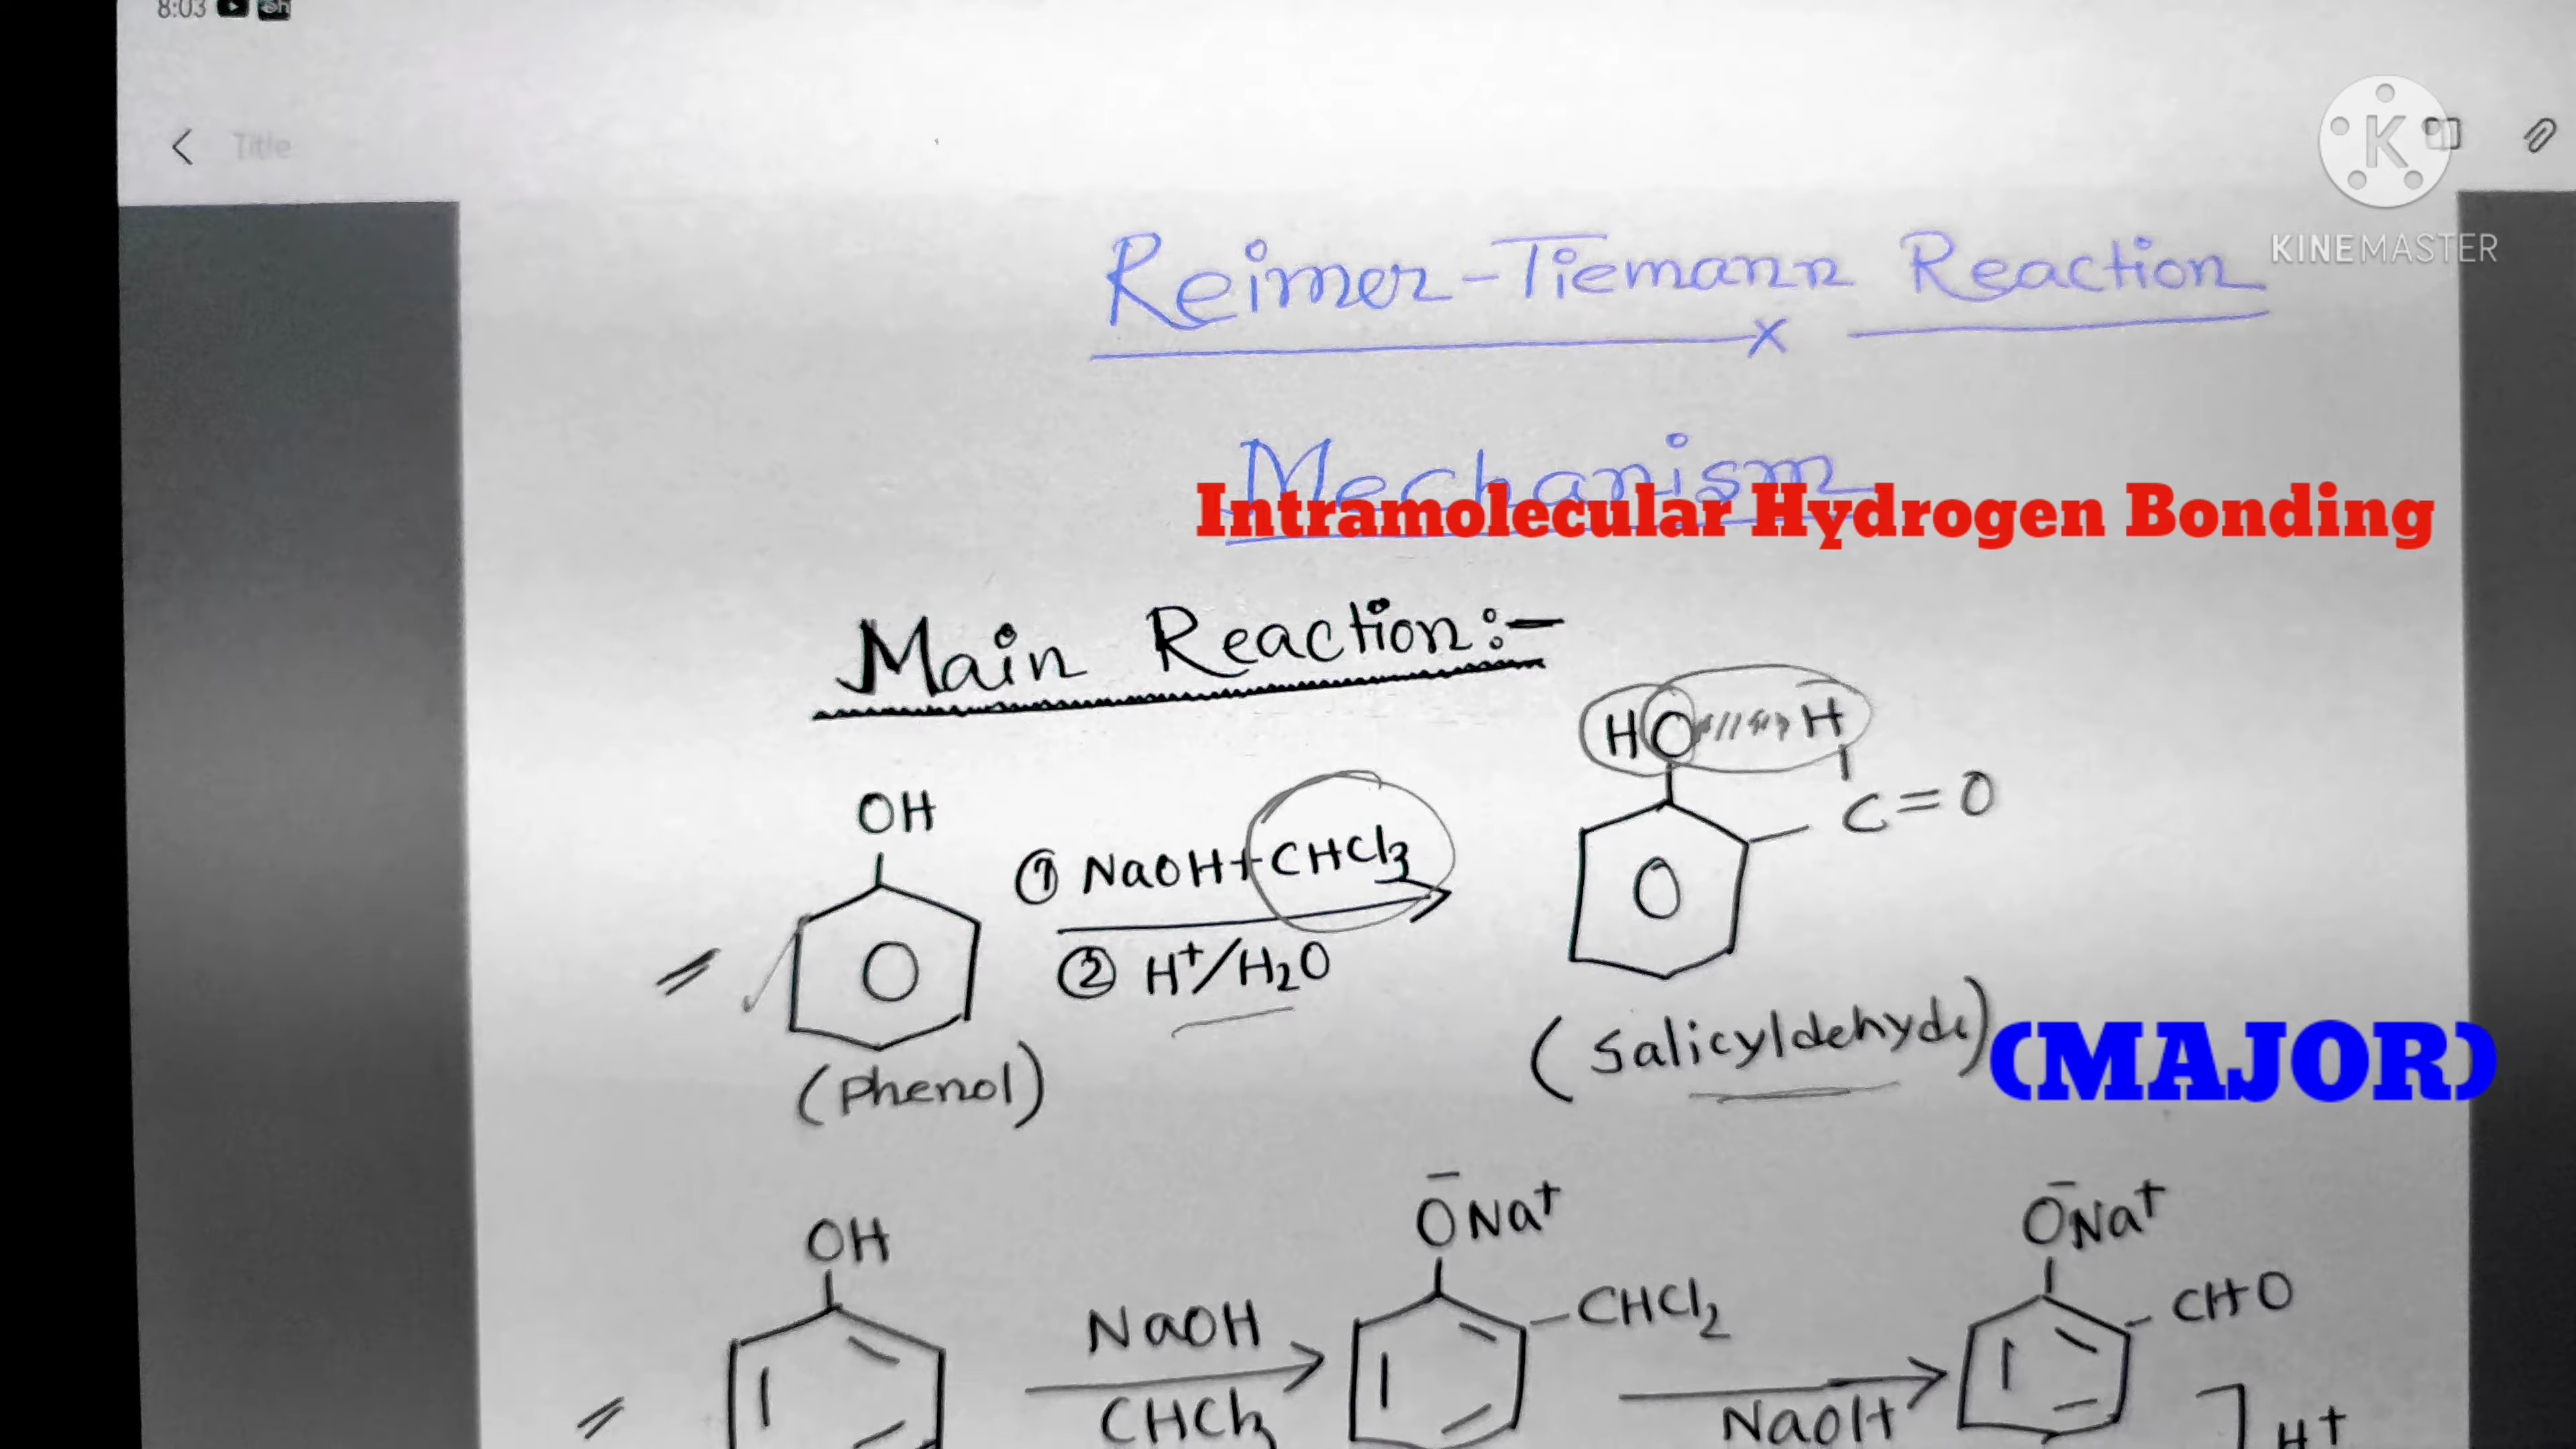 8:03
Title
KINEMASTER
Reimer-Tiemann Reaction
X
Mechanism
Intramolecular Hydrogen Bonding
Main Reaction:-
HO H
C=O
OH
① NaOH+CHCl3
② H+/H2O
(Phenol)
(Salicyldehyde)
(MAJOR)
OH
NaOH
CHCl3
ŌNa+
-CHCl2
NaOH
ŌNa+
-CHO
H+